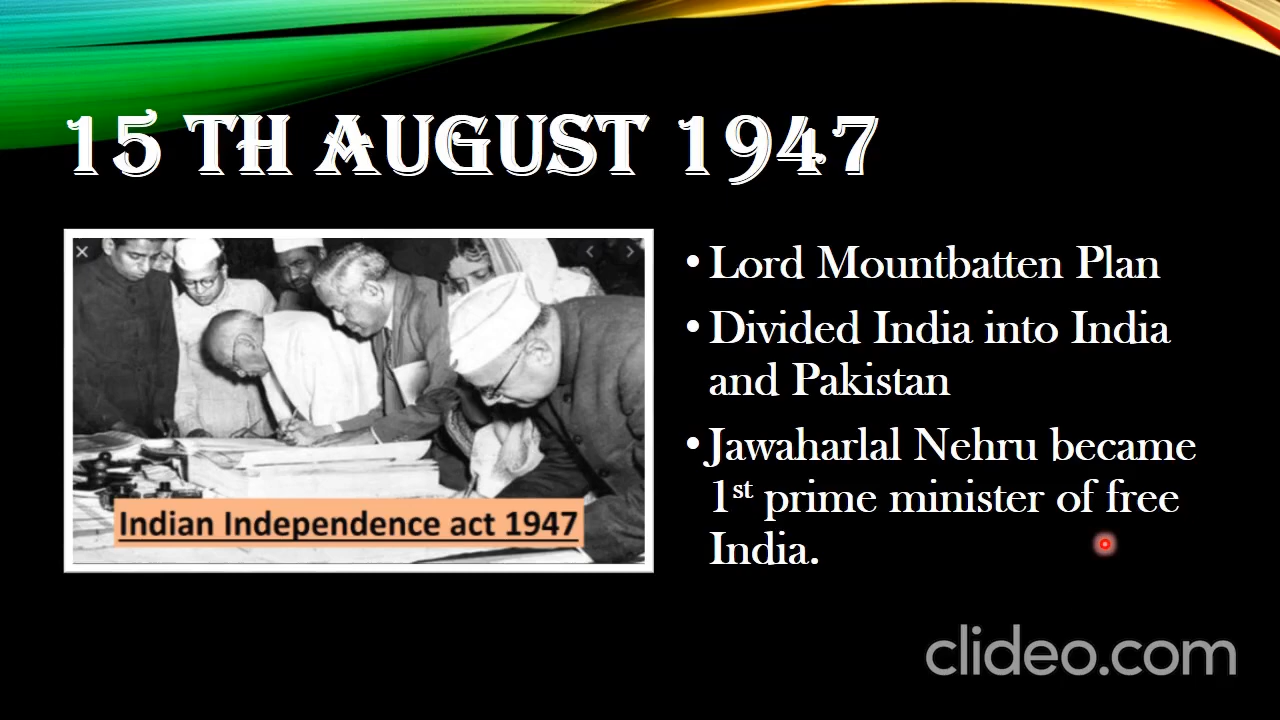 15 TH AUGUST 1947
Indian Independence act 1947
• Lord Mountbatten Plan
• Divided India into India
and Pakistan
• Jawaharlal Nehru became
1st prime minister of free
India.
clideo.com